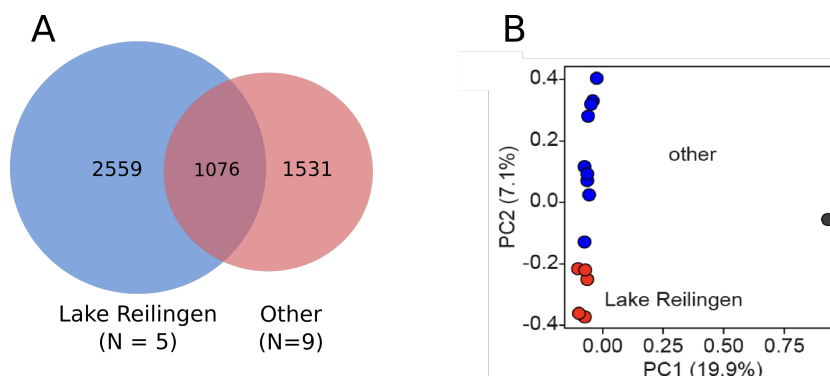 A
2559
1076
1531
Lake Reilingen
(N = 5)
Other
(N=9)
B
0.4
0.2
0.0
-0.2
-0.4
PC2 (7.1%)
other
Lake Reilingen
0.00
0.25
0.50
0.75
PC1 (19.9%)